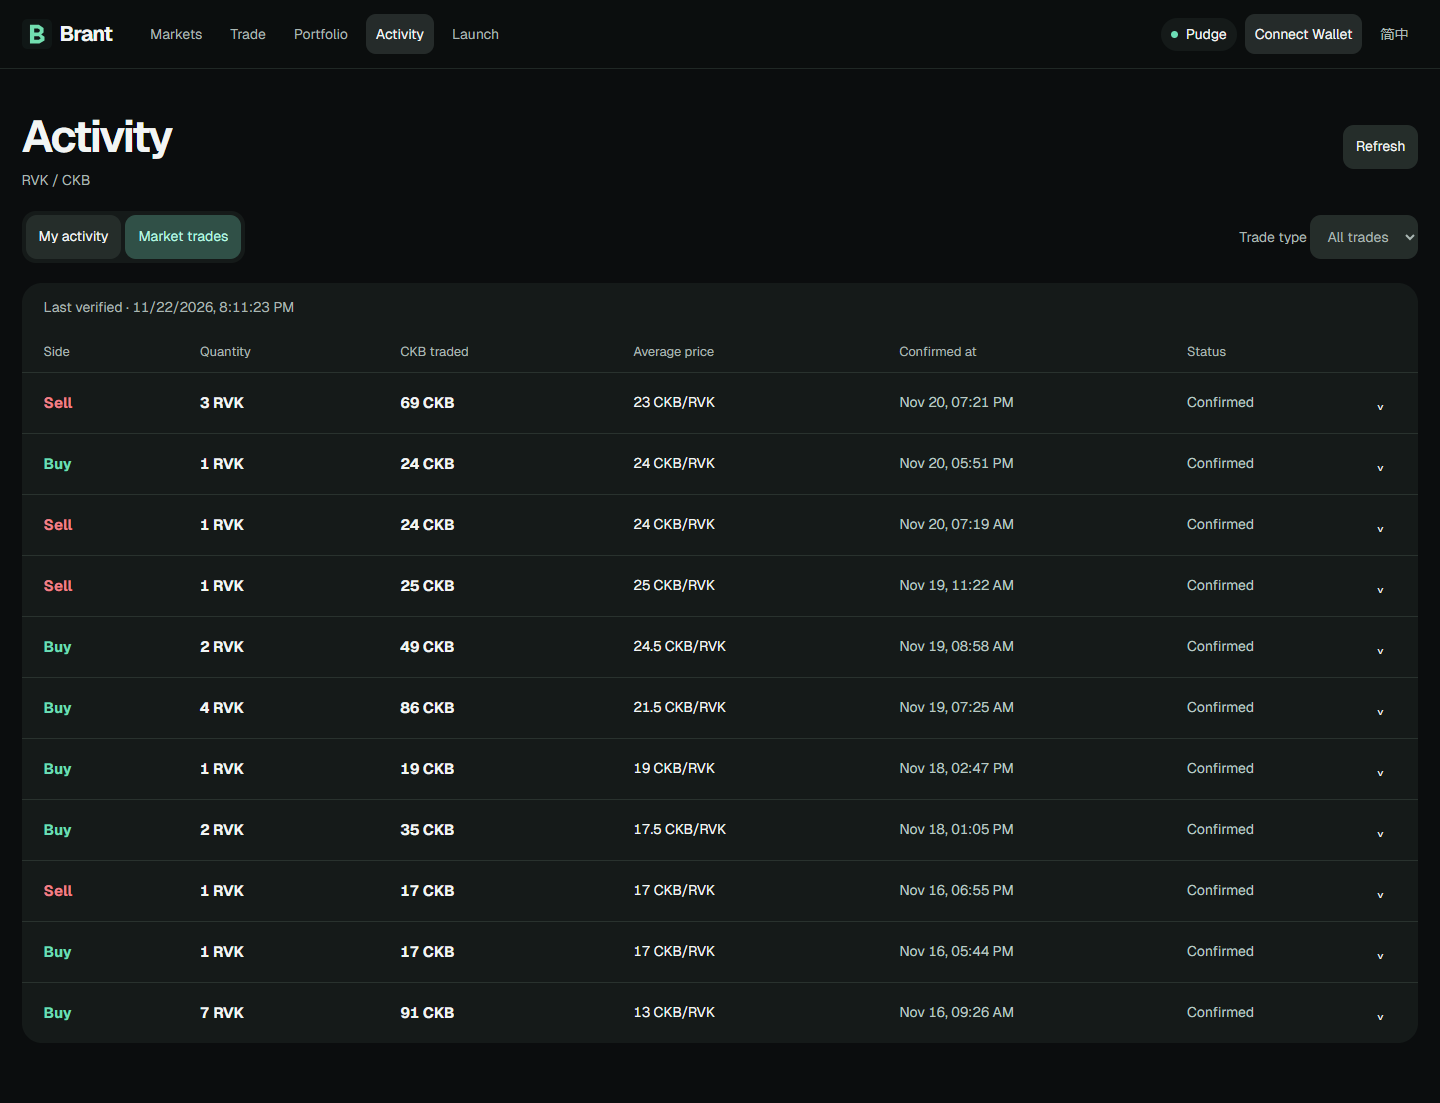 B Brant Markets Trade Portfolio Activity Launch Pudge Connect Wallet 简中
Activity
Refresh
RVK / CKB
My activity Market trades Trade type All trades
Last verified · 11/22/2026, 8:11:23 PM
Side Quantity CKB traded Average price Confirmed at Status
Sell 3 RVK 69 CKB 23 CKB/RVK Nov 20, 07:21 PM Confirmed v
Buy 1 RVK 24 CKB 24 CKB/RVK Nov 20, 05:51 PM Confirmed v
Sell 1 RVK 24 CKB 24 CKB/RVK Nov 20, 07:19 AM Confirmed v
Sell 1 RVK 25 CKB 25 CKB/RVK Nov 19, 11:22 AM Confirmed v
Buy 2 RVK 49 CKB 24.5 CKB/RVK Nov 19, 08:58 AM Confirmed v
Buy 4 RVK 86 CKB 21.5 CKB/RVK Nov 19, 07:25 AM Confirmed v
Buy 1 RVK 19 CKB 19 CKB/RVK Nov 18, 02:47 PM Confirmed v
Buy 2 RVK 35 CKB 17.5 CKB/RVK Nov 18, 01:05 PM Confirmed v
Sell 1 RVK 17 CKB 17 CKB/RVK Nov 16, 06:55 PM Confirmed v
Buy 1 RVK 17 CKB 17 CKB/RVK Nov 16, 05:44 PM Confirmed v
Buy 7 RVK 91 CKB 13 CKB/RVK Nov 16, 09:26 AM Confirmed v